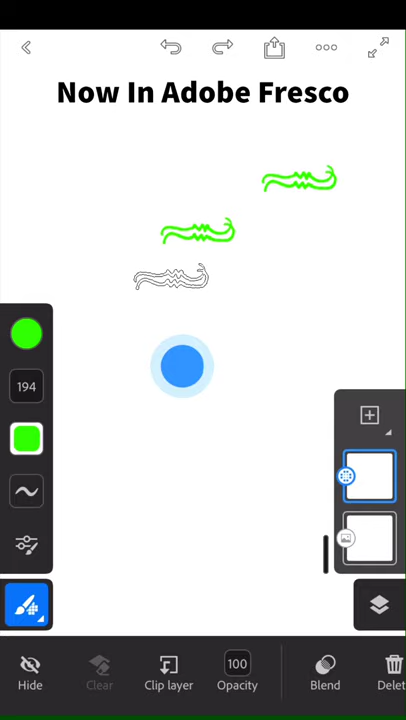 Now In Adobe Fresco
194
100
Hide
Clear
Clip layer
Opacity
Blend
Delet